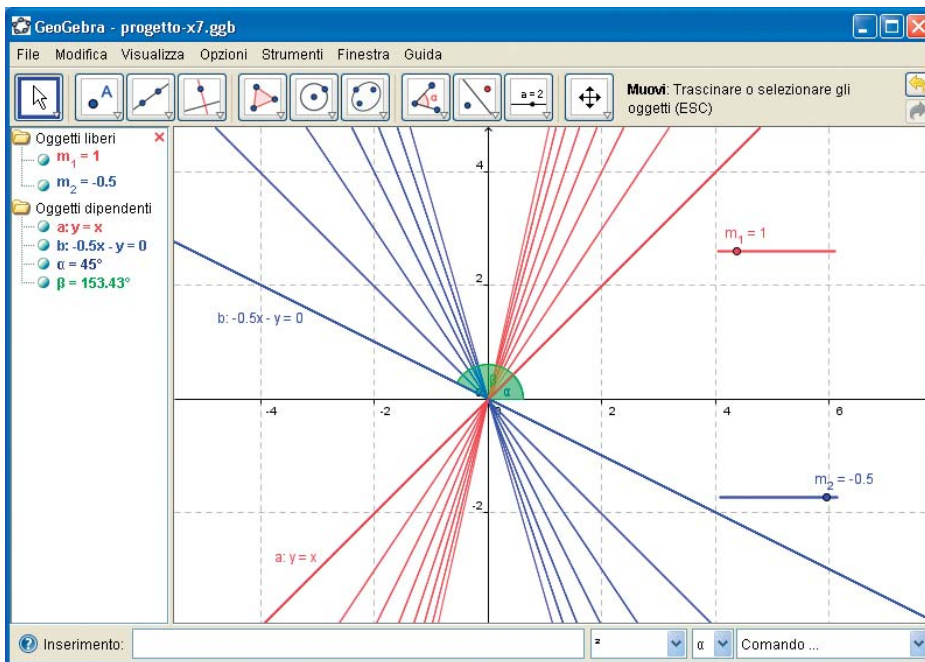 GeoGebra - progetto-x7.ggb
File Modifica Visualizza Opzioni Strumenti Finestra Guida
A
α
a = 2
Muovi: Trascinare o selezionare gli
oggetti (ESC)
Oggetti liberi
m₁ = 1
m₂ = -0.5
Oggetti dipendenti
a: y = x
b: -0.5x - y = 0
α = 45°
β = 153.43°
4
m₁ = 1
2
b: -0.5x - y = 0
β
α
-4 -2 2 4 6
m₂ = -0.5
-2
a: y = x
Inserimento:
²
α
Comando ...